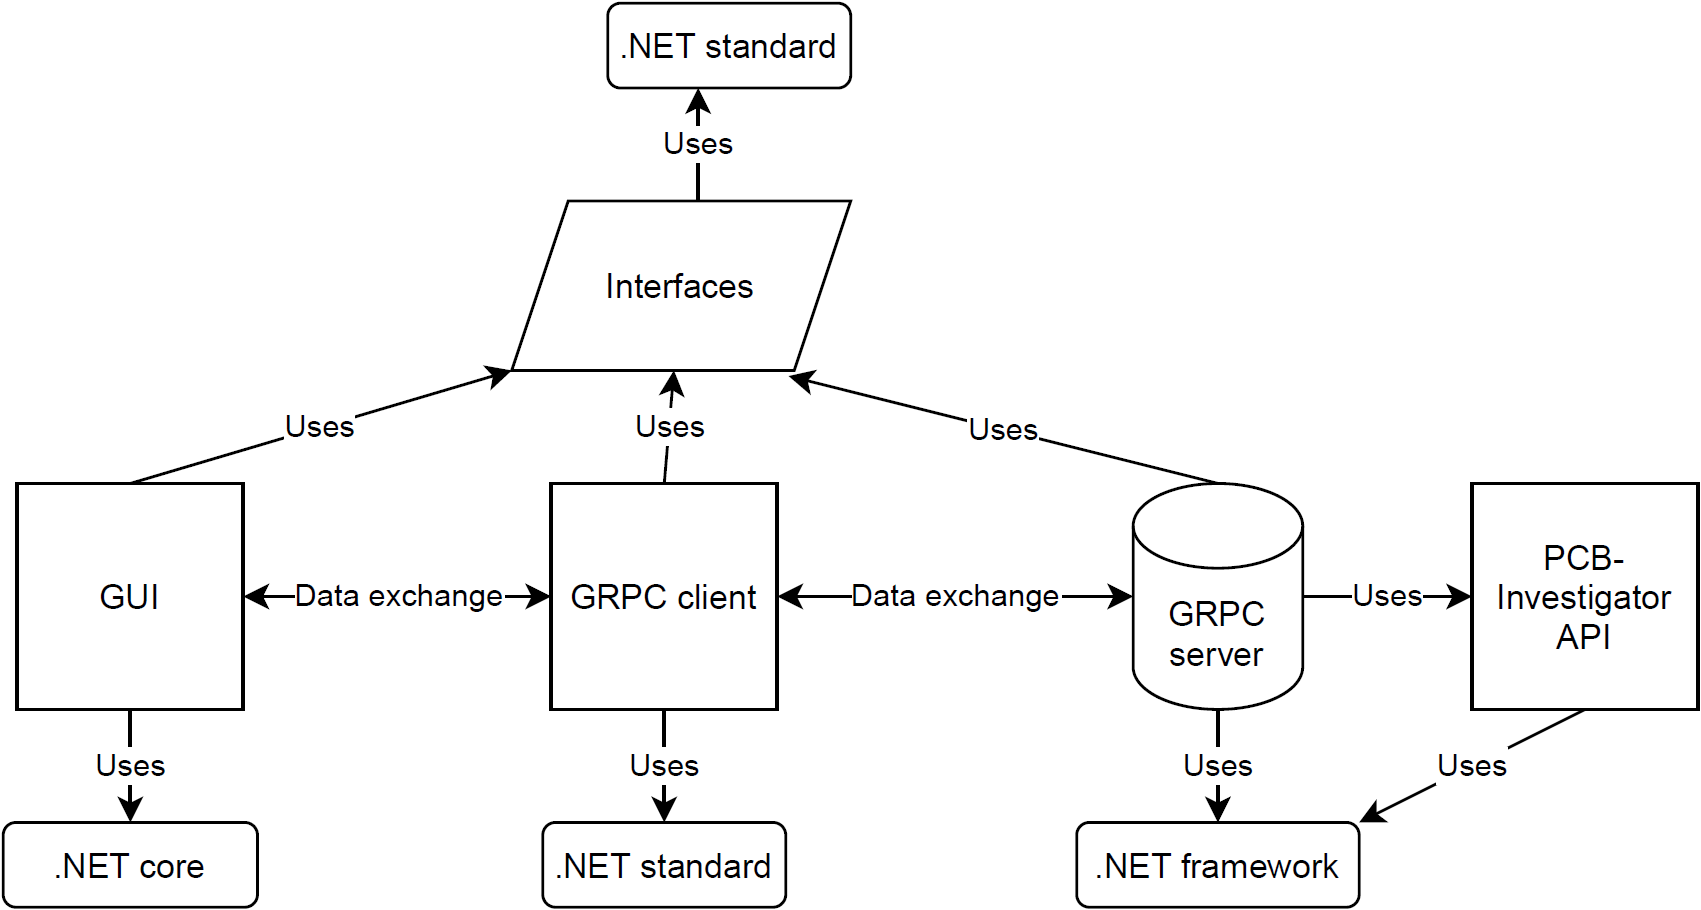 .NET standard
Uses
Interfaces
Uses
Uses
Uses
GUI
Data exchange
GRPC client
Data exchange
GRPC
server
Uses
PCB-
Investigator
API
Uses
Uses
Uses
Uses
.NET core
.NET standard
.NET framework